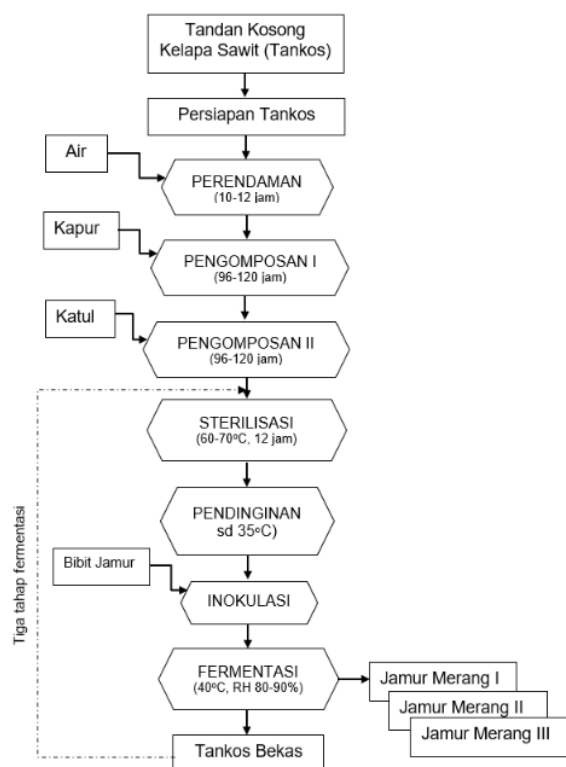 Tandan Kosong
Kelapa Sawit (Tankos)
Persiapan Tankos
Air
PERENDAMAN
(10-12 jam)
Kapur
PENGOMPOSAN I
(96-120 jam)
Katul
PENGOMPOSAN II
(96-120 jam)
STERILISASI
(60-70ºC, 12 jam)
PENDINGINAN
sd 35ºC)
Tiga tahap fermentasi
Bibit Jamur
INOKULASI
FERMENTASI
(40ºC, RH 80-90%)
Jamur Merang I
Jamur Merang II
Jamur Merang III
Tankos Bekas